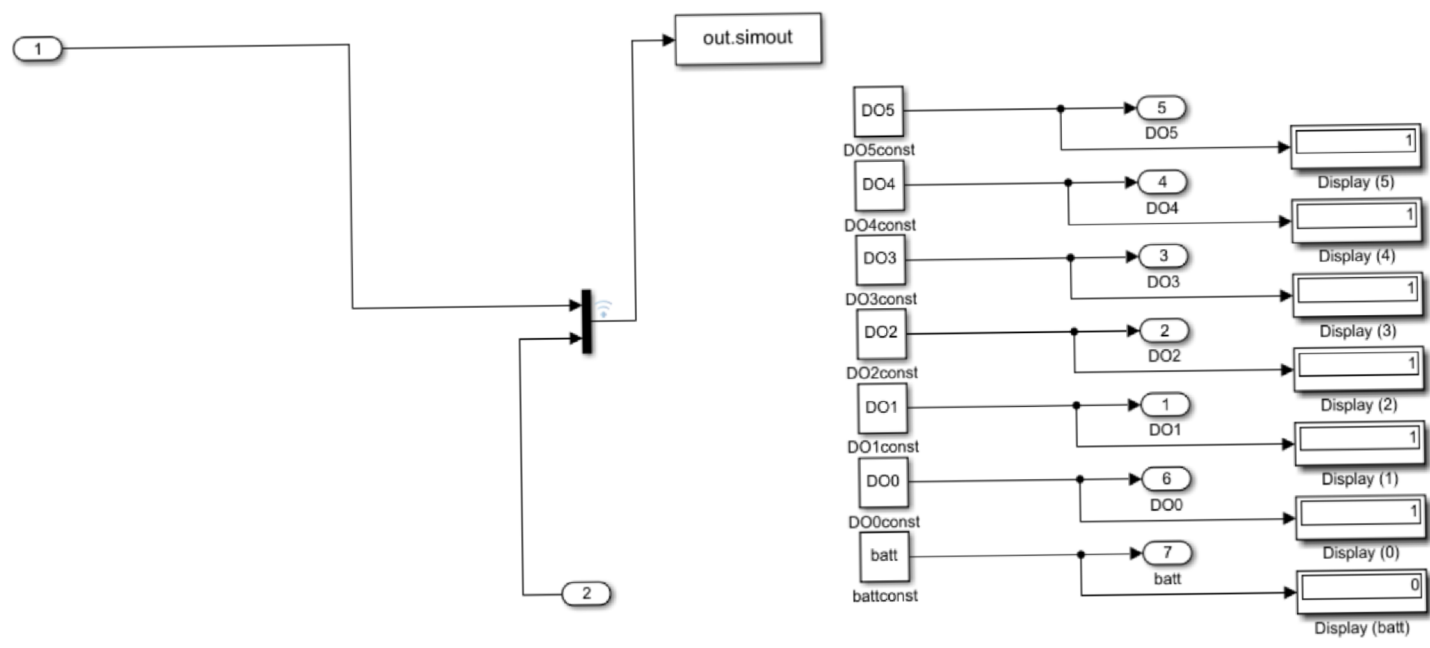 1
out.simout
DO5
5
DO5
DO5const
1
Display (5)
DO4
4
DO4
DO4const
1
Display (4)
DO3
3
DO3
DO3const
1
Display (3)
DO2
2
DO2
DO2const
1
Display (2)
DO1
1
DO1
DO1const
1
Display (1)
DO0
6
DO0
DO0const
1
Display (0)
batt
7
batt
battconst
0
Display (batt)
2